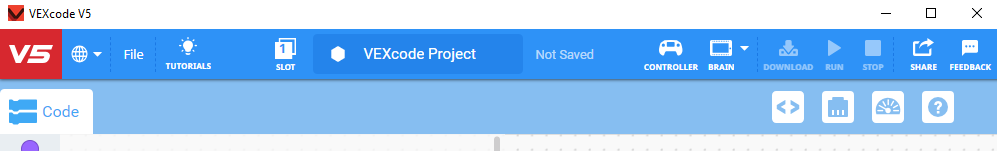 VEXcode V5
V5
File
TUTORIALS
1
SLOT
VEXcode Project
Not Saved
CONTROLLER
BRAIN
DOWNLOAD
RUN
STOP
SHARE
FEEDBACK
Code
<>
?